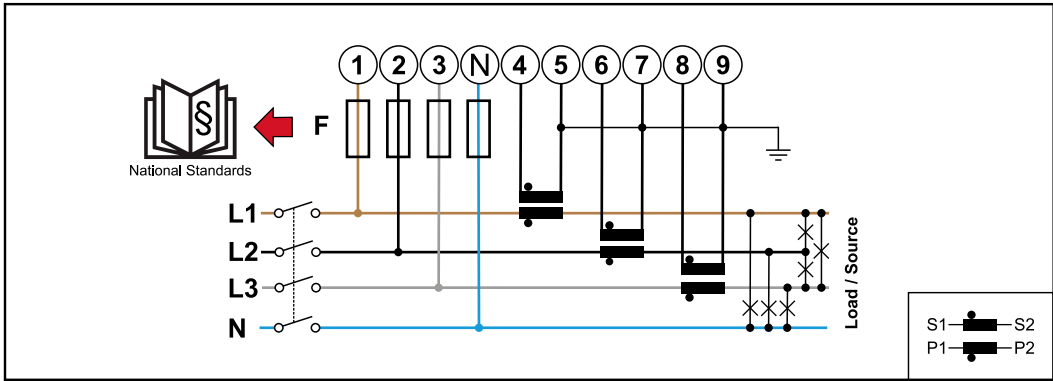 1 2 3 N 4 5 6 7 8 9
§
F
National Standards
L1
L2
L3
N
Load / Source
S1 S2
P1 P2